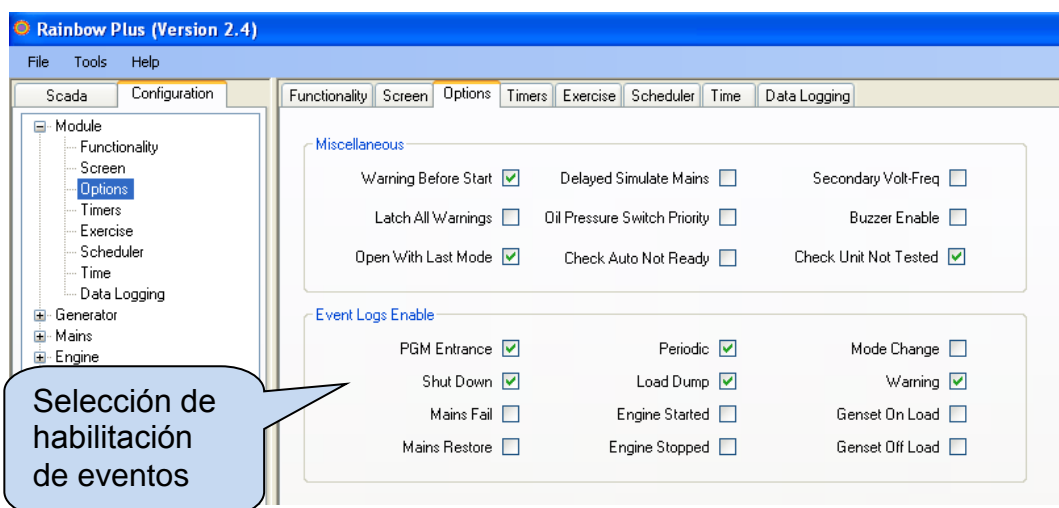 Rainbow Plus (Version 2.4)
File Tools Help
Scada Configuration
Functionality Screen Options Timers Exercise Scheduler Time Data Logging
Module
Functionality
Screen
Options
Timers
Exercise
Scheduler
Time
Data Logging
Generator
Mains
Engine
Miscellaneous
Warning Before Start Delayed Simulate Mains Secondary Volt-Freq
Latch All Warnings Oil Pressure Switch Priority Buzzer Enable
Open With Last Mode Check Auto Not Ready Check Unit Not Tested
Event Logs Enable
PGM Entrance Periodic Mode Change
Shut Down Load Dump Warning
Mains Fail Engine Started Genset On Load
Mains Restore Engine Stopped Genset Off Load
Selección de
habilitación
de eventos